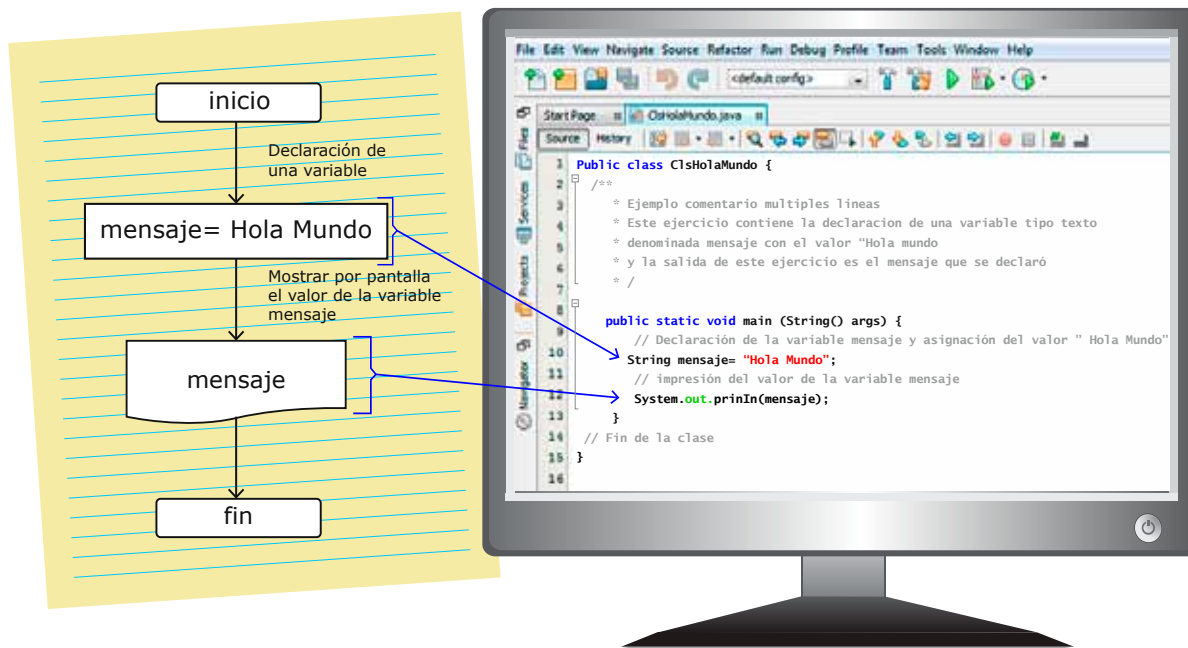 inicio
Declaración de
una variable
mensaje= Hola Mundo
Mostrar por pantalla
el valor de la variable
mensaje
mensaje
fin
File Edit View Navigate Source Refactor Run Debug Profile Team Tools Window Help
<default config>
Start Page ClsHolaMundo.java
Source History
Files
Services
Projects
Navigator
1 Public class ClsHolaMundo {
2 /**
3 * Ejemplo comentario multiples lineas
4 * Este ejercicio contiene la declaracion de una variable tipo texto
5 * denominada mensaje con el valor "Hola mundo
6 * y la salida de este ejercicio es el mensaje que se declaró
7 * /
8
9 public static void main (String() args) {
10 // Declaración de la variable mensaje y asignación del valor " Hola Mundo"
11 String mensaje= “Hola Mundo”;
12 // impresión del valor de la variable mensaje
13 System.out.prinIn(mensaje);
14 }
15 // Fin de la clase
16 }